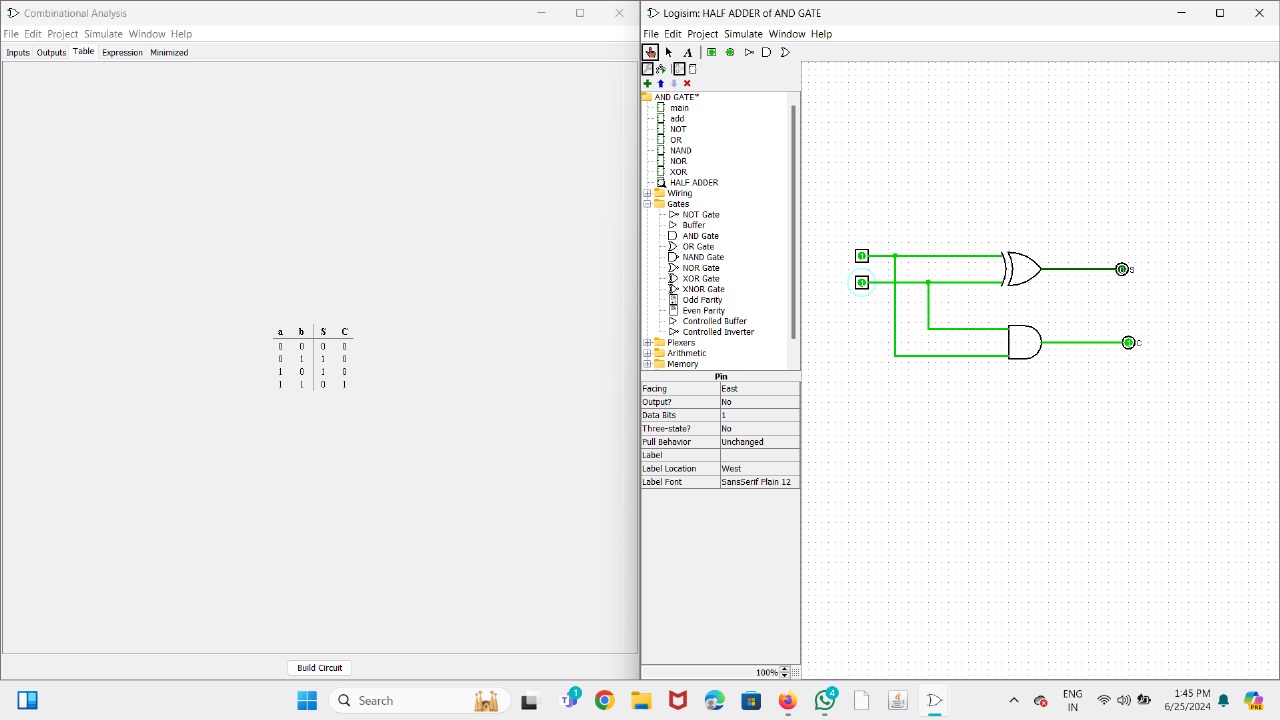 Combinational Analysis
File Edit Project Simulate Window Help
Inputs Outputs Table Expression Minimized
a b S C
0 0 0 0
0 1 1 0
1 0 1 0
1 1 0 1
Build Circuit
Logisim: HALF ADDER of AND GATE
File Edit Project Simulate Window Help
A
AND GATE*
main
add
NOT
OR
NAND
NOR
XOR
HALF ADDER
Wiring
Gates
NOT Gate
Buffer
AND Gate
OR Gate
NAND Gate
NOR Gate
XOR Gate
XNOR Gate
Odd Parity
Even Parity
Controlled Buffer
Controlled Inverter
Plexers
Arithmetic
Memory
Pin
Facing East
Output? No
Data Bits 1
Three-state? No
Pull Behavior Unchanged
Label
Label Location West
Label Font SansSerif Plain 12
100%
1
1
0 S
1 C
Search
1
4
ENG
IN
1:45 PM
6/25/2024
PRE